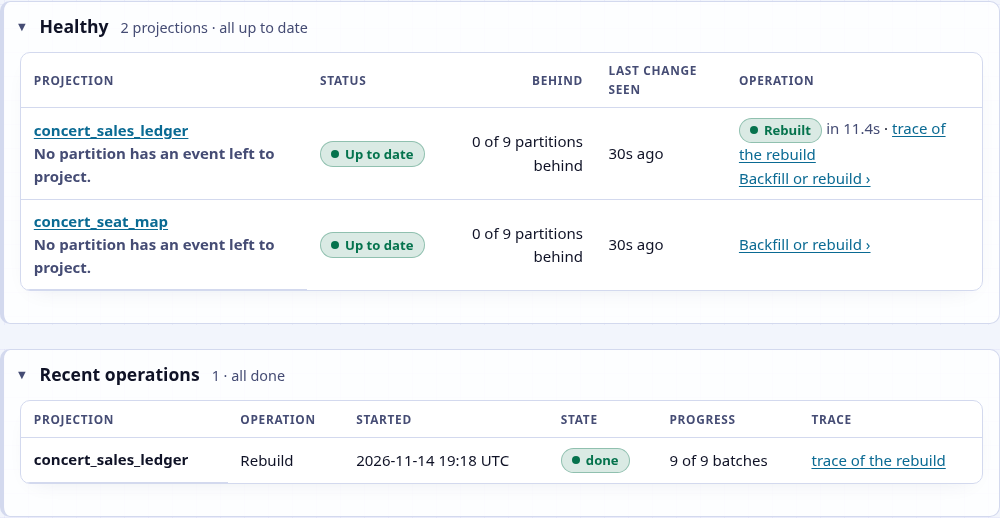 ▼ Healthy 2 projections · all up to date
PROJECTION STATUS BEHIND LAST CHANGE SEEN OPERATION
concert_sales_ledger
No partition has an event left to project.
Up to date
0 of 9 partitions behind
30s ago
Rebuilt in 11.4s · trace of the rebuild
Backfill or rebuild ›
concert_seat_map
No partition has an event left to project.
Up to date
0 of 9 partitions behind
30s ago
Backfill or rebuild ›
▼ Recent operations 1 · all done
PROJECTION OPERATION STARTED STATE PROGRESS TRACE
concert_sales_ledger Rebuild 2026-11-14 19:18 UTC done 9 of 9 batches trace of the rebuild